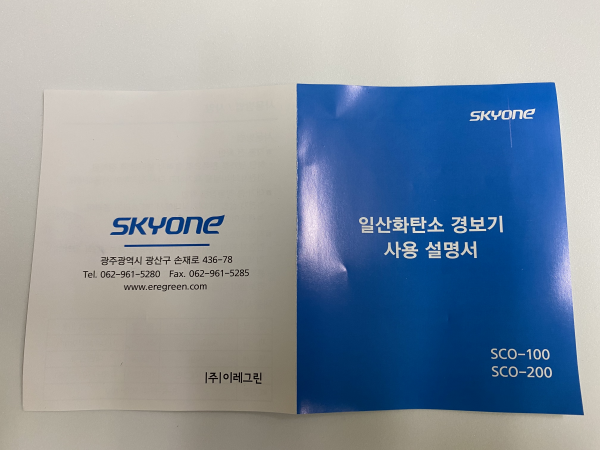 SKYONE
광주광역시 광산구 손재로 436-78
Tel. 062-961-5280 Fax. 062-961-5285
www.eregreen.com
|주|이레그린
SKYONE
일산화탄소 경보기
사용 설명서
SCO-100
SCO-200